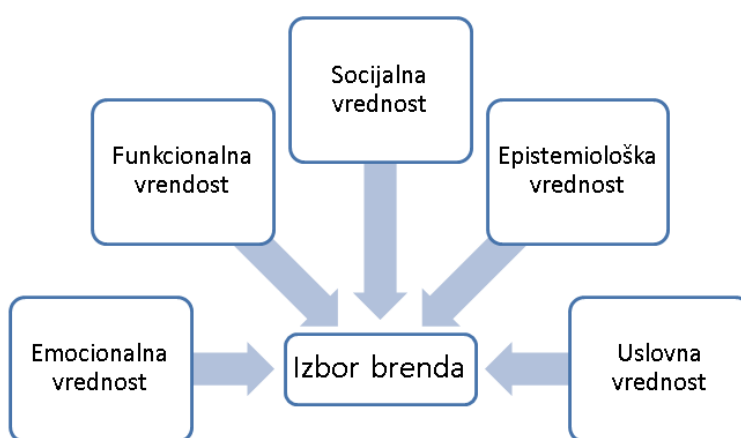 Socijalna
vrednost
Funkcionalna
vrendost
Epistemiološka
vrednost
Emocionalna
vrednost
Izbor brenda
Uslovna
vrednost